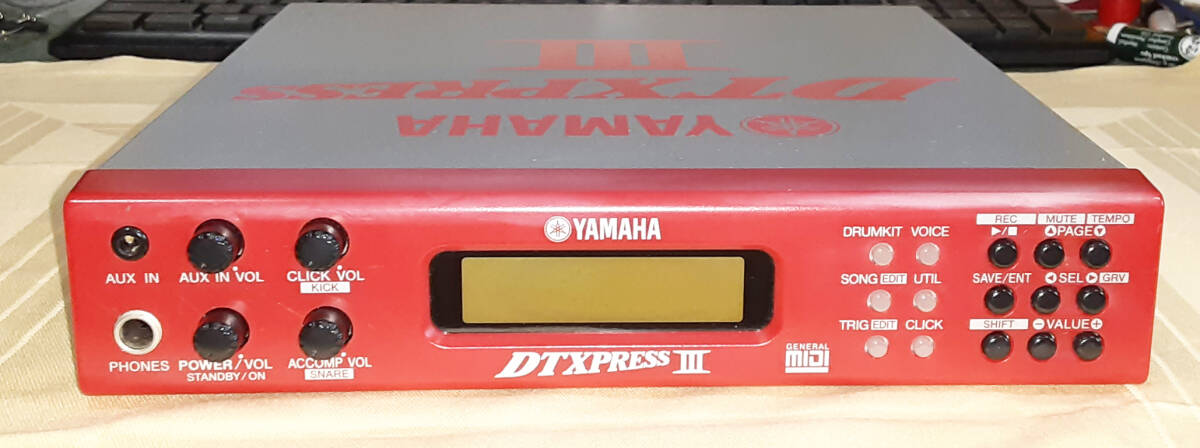 III
DTXPRESS
YAMAHA
YAMAHA
AUX IN
AUX IN VOL
CLICK VOL
KICK
PHONES
POWER/VOL
STANDBY/ON
ACCOMP VOL
SNARE
DTXPRESS III
GENERAL
MIDI
DRUMKIT VOICE
SONG EDIT UTIL
TRIG EDIT CLICK
REC MUTE TEMPO
▶/■ ▲PAGE▼
SAVE/ENT ◀SEL▶ GRV
SHIFT −VALUE+